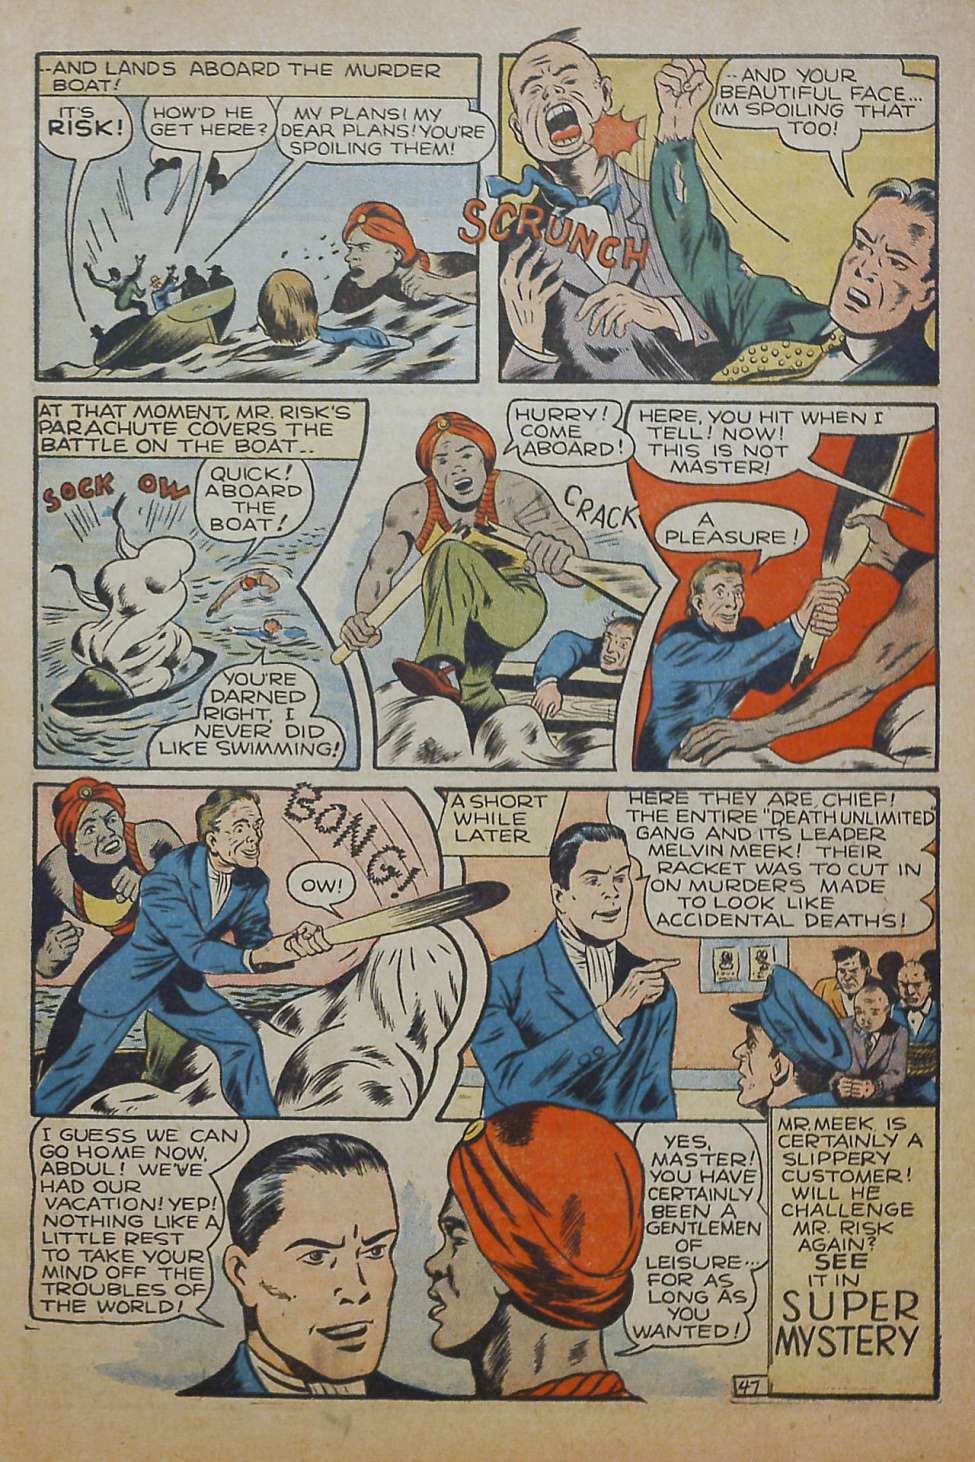 --AND LANDS ABOARD THE MURDER
BOAT!
IT'S
RISK!
HOW'D HE
GET HERE?
MY PLANS! MY
DEAR PLANS! YOU'RE
SPOILING THEM!
--AND YOUR
BEAUTIFUL FACE...
I'M SPOILING THAT
TOO!
SCRUNCH
AT THAT MOMENT, MR. RISK'S
PARACHUTE COVERS THE
BATTLE ON THE BOAT--
SOCK OW
QUICK!
ABOARD
THE
BOAT!
YOU'RE
DARNED
RIGHT, I
NEVER DID
LIKE SWIMMING!
HURRY!
COME
ABOARD!
CRACK
HERE, YOU HIT WHEN I
TELL! NOW!
THIS IS NOT
MASTER!
A
PLEASURE!
BONG!
OW!
A SHORT
WHILE
LATER
HERE THEY ARE, CHIEF!
THE ENTIRE "DEATH UNLIMITED"
GANG AND ITS LEADER
MELVIN MEEK! THEIR
RACKET WAS TO CUT IN
ON MURDERS MADE
TO LOOK LIKE
ACCIDENTAL DEATHS!
I GUESS WE CAN
GO HOME NOW,
ABDUL! WE'VE
HAD OUR
VACATION! YEP!
NOTHING LIKE A
LITTLE REST
TO TAKE YOUR
MIND OFF THE
TROUBLES OF
THE WORLD!
YES,
MASTER!
YOU HAVE
CERTAINLY
BEEN A
GENTLEMEN
OF
LEISURE...
FOR AS
LONG AS
YOU
WANTED!
MR. MEEK IS
CERTAINLY A
SLIPPERY
CUSTOMER!
WILL HE
CHALLENGE
MR. RISK
AGAIN?
SEE
IT IN
SUPER
MYSTERY
47